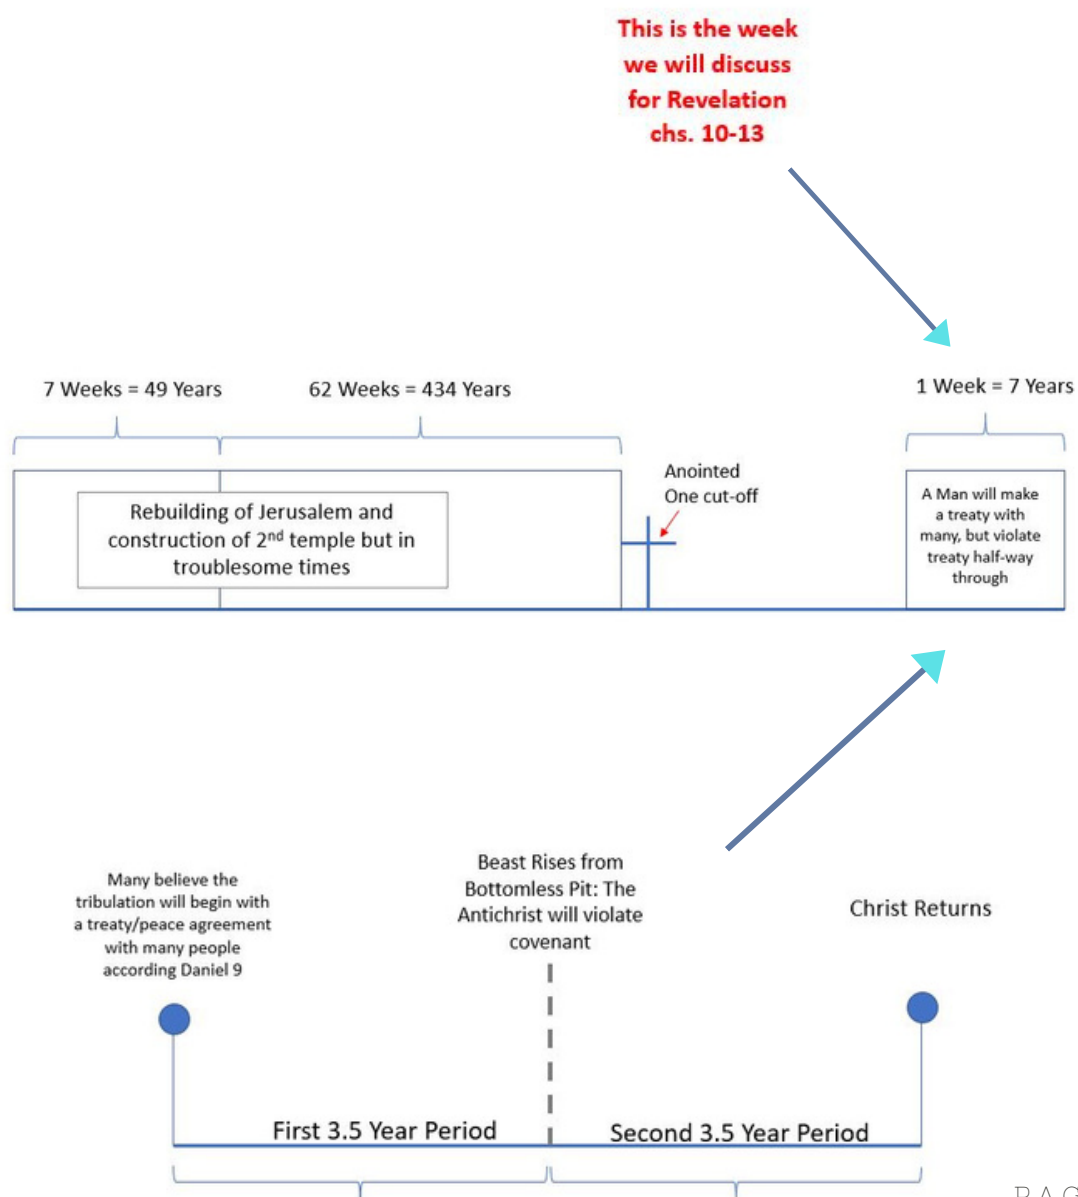 This is the week
we will discuss
for Revelation
chs. 10-13
7 Weeks = 49 Years
62 Weeks = 434 Years
1 Week = 7 Years
Anointed
One cut-off
Rebuilding of Jerusalem and
construction of 2nd temple but in
troublesome times
A Man will make
a treaty with
many, but violate
treaty half-way
through
Many believe the
tribulation will begin with
a treaty/peace agreement
with many people
according Daniel 9
Beast Rises from
Bottomless Pit: The
Antichrist will violate
covenant
Christ Returns
First 3.5 Year Period
Second 3.5 Year Period